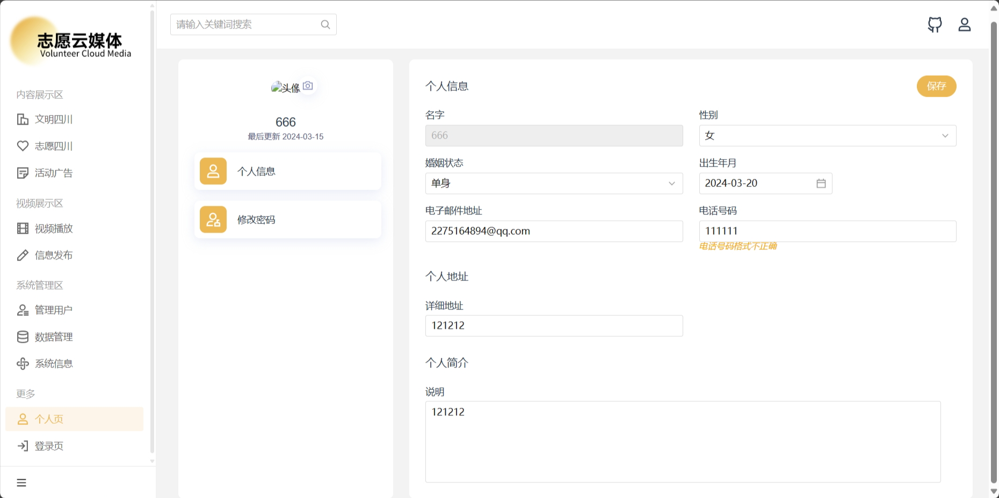 志愿云媒体
Volunteer Cloud Media
内容展示区
文明四川
志愿四川
活动广告
视频展示区
视频播放
信息发布
系统管理区
管理用户
数据管理
系统信息
更多
个人页
登录页
请输入关键词搜索
头像
666
最后更新 2024-03-15
个人信息
修改密码
个人信息
保存
名字
666
性别
女
婚姻状态
单身
出生年月
2024-03-20
电子邮件地址
2275164894@qq.com
电话号码
111111
电话号码格式不正确
个人地址
详细地址
121212
个人简介
说明
121212